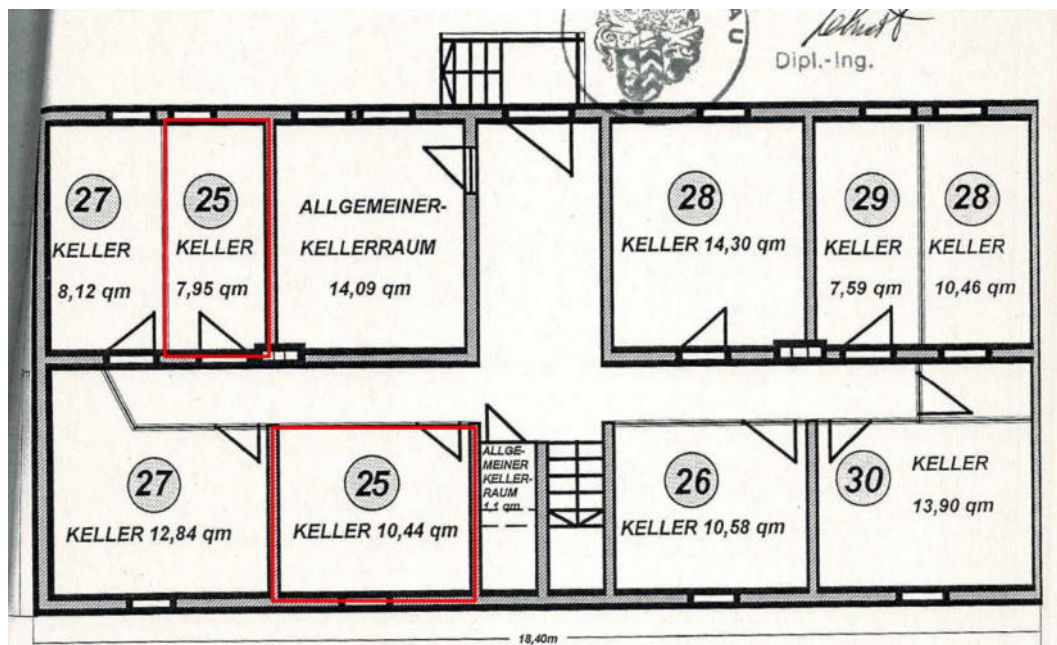 A
U
Dipl.-Ing.
27
KELLER
8,12 qm
25
KELLER
7,95 qm
ALLGEMEINER-
KELLERRAUM
14,09 qm
28
KELLER 14,30 qm
29
KELLER
7,59 qm
28
KELLER
10,46 qm
27
KELLER 12,84 qm
25
KELLER 10,44 qm
ALLGE-
MEINER
KELLER-
RAUM
1,1 qm
26
KELLER 10,58 qm
30
KELLER
13,90 qm
18,40m